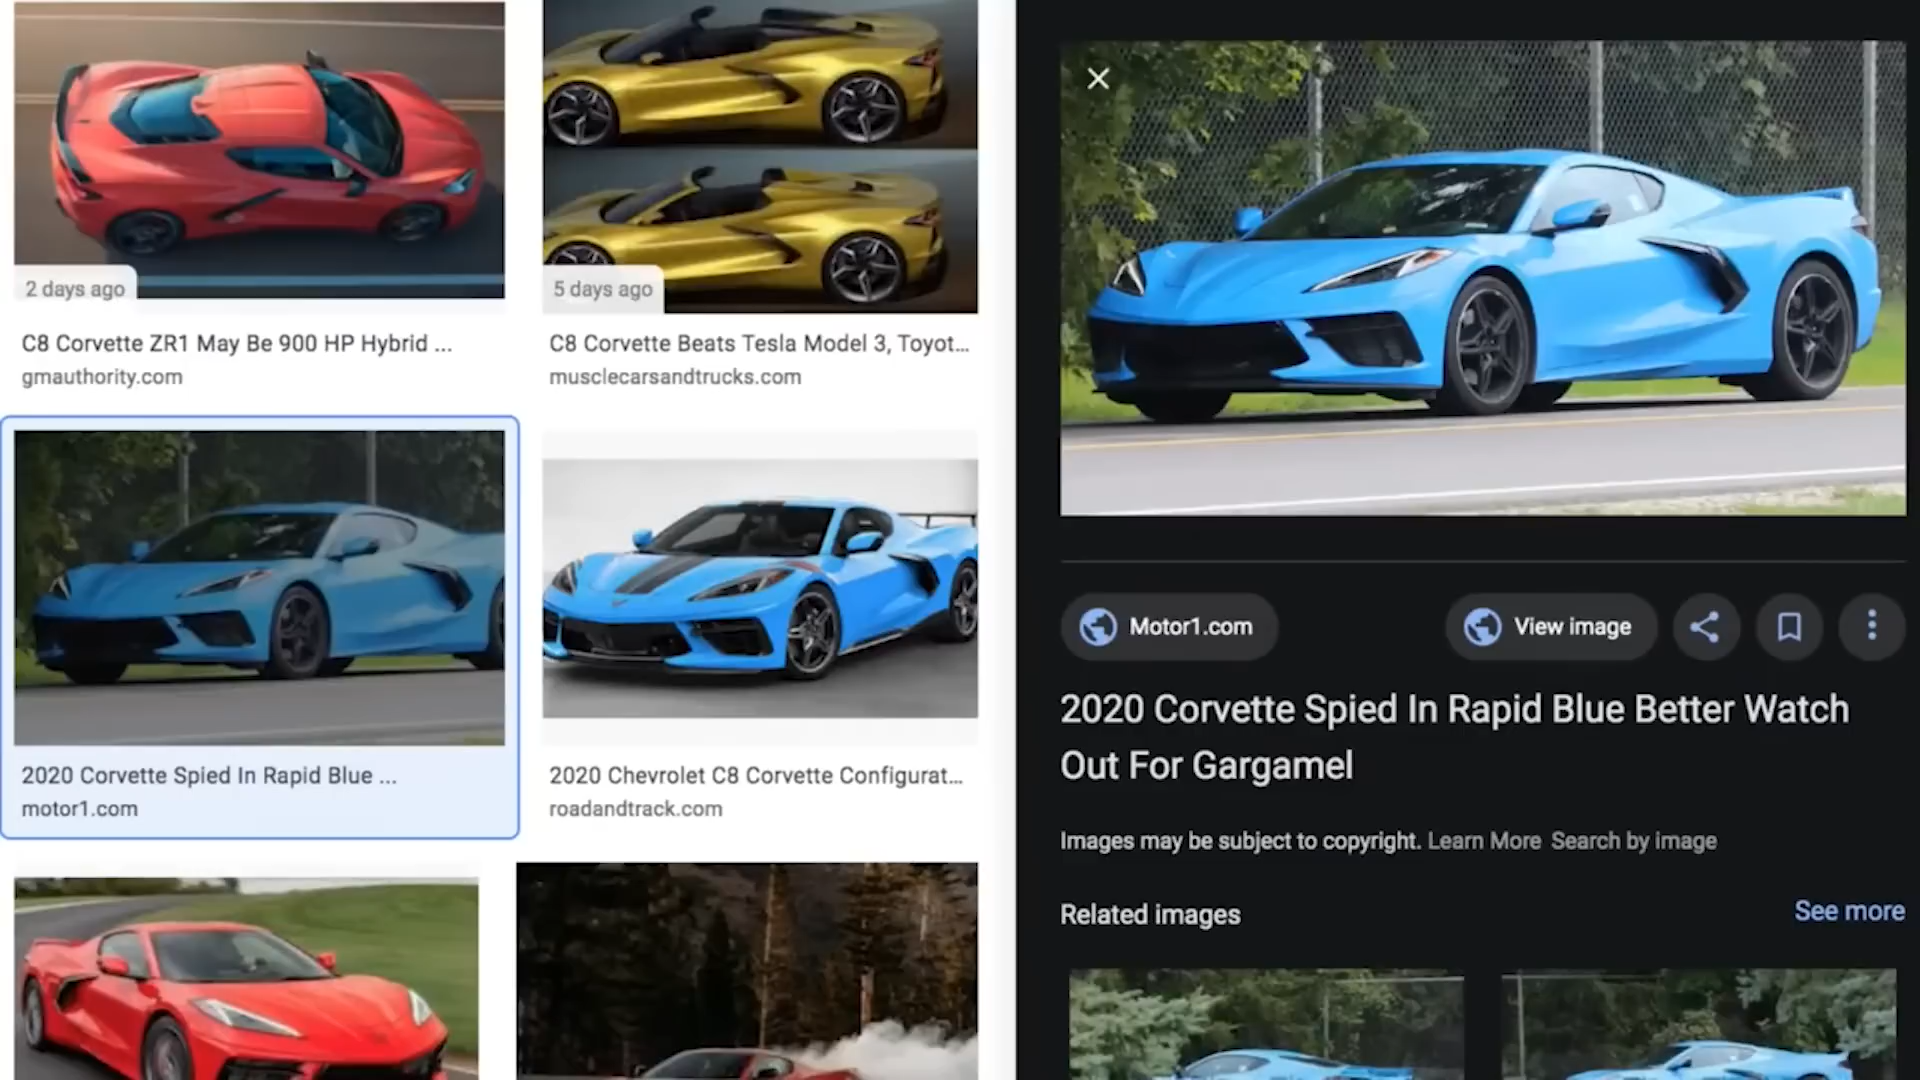 2 days ago
C8 Corvette ZR1 May Be 900 HP Hybrid ...
gmauthority.com
5 days ago
C8 Corvette Beats Tesla Model 3, Toyot...
musclecarsandtrucks.com
2020 Corvette Spied In Rapid Blue ...
motor1.com
2020 Chevrolet C8 Corvette Configurat...
roadandtrack.com
Motor1.com
View image
2020 Corvette Spied In Rapid Blue Better Watch
Out For Gargamel
Images may be subject to copyright. Learn More Search by image
Related images
See more